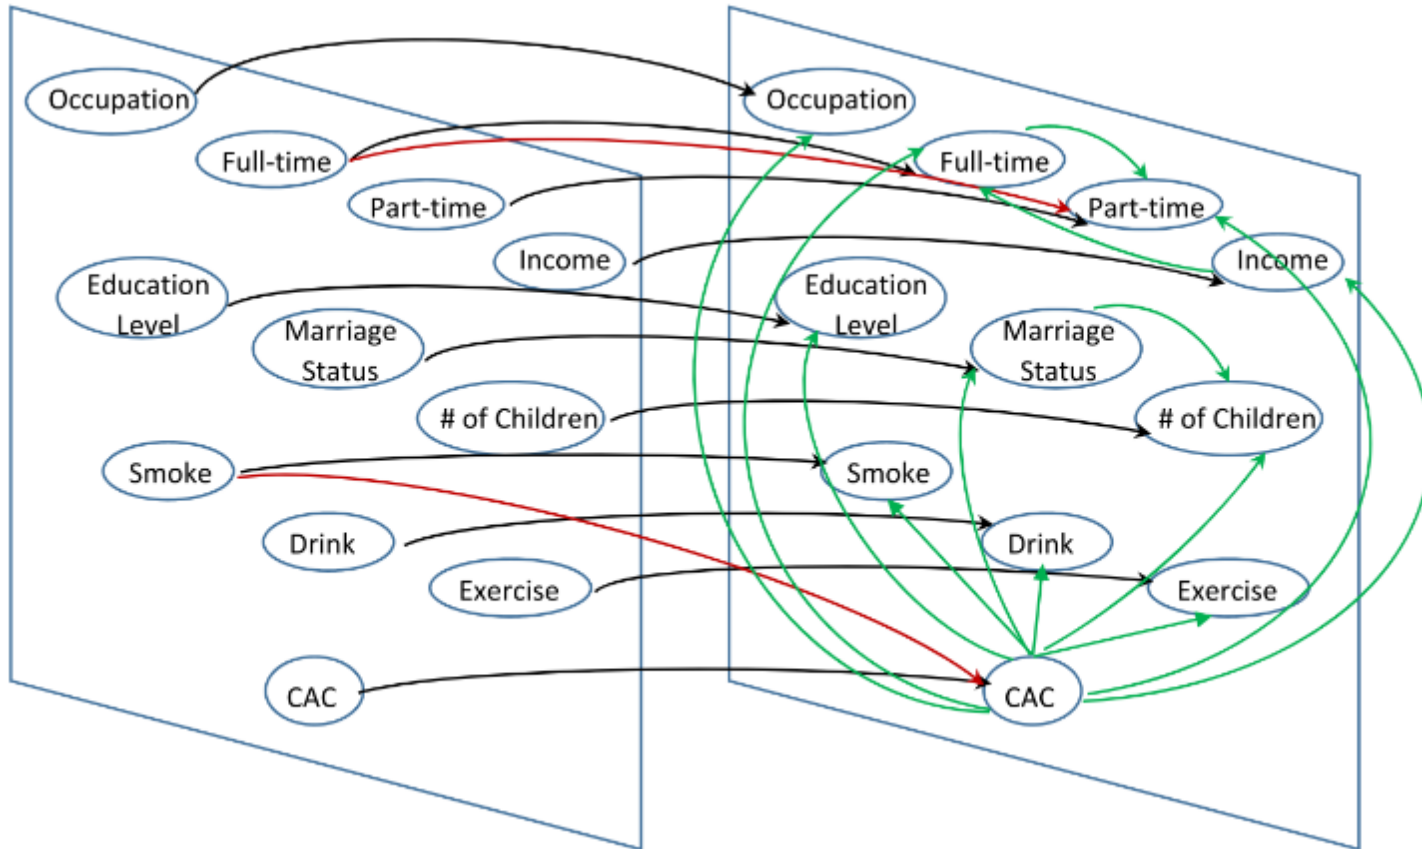 Occupation
Full-time
Part-time
Income
Education
Level
Marriage
Status
# of Children
Smoke
Drink
Exercise
CAC
Occupation
Full-time
Part-time
Income
Education
Level
Marriage
Status
# of Children
Smoke
Drink
Exercise
CAC